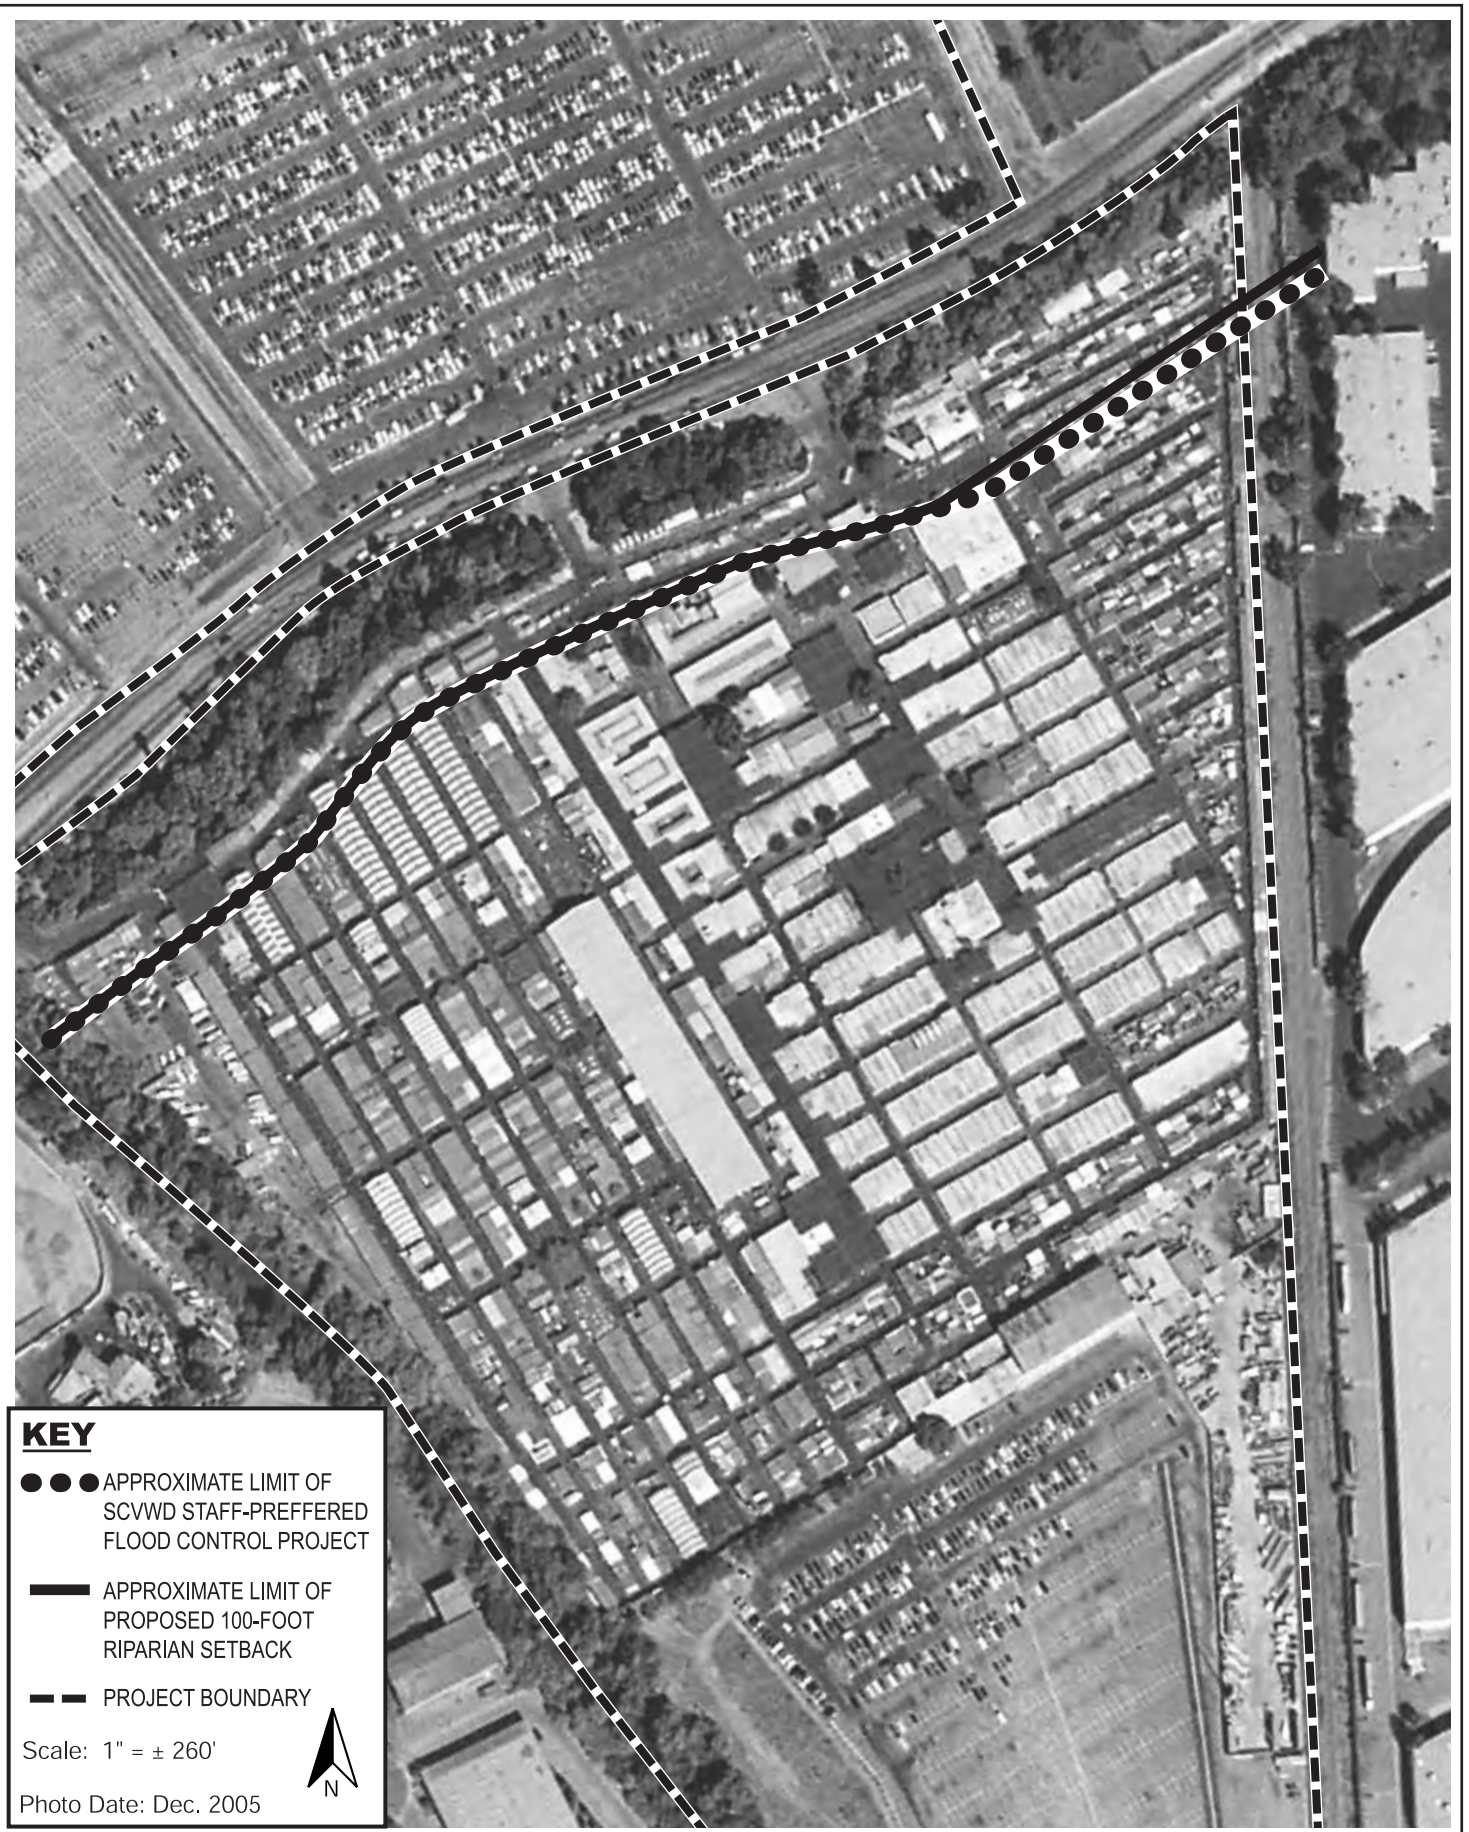 KEY
APPROXIMATE LIMIT OF
SCVWD STAFF-PREFFERED
FLOOD CONTROL PROJECT
APPROXIMATE LIMIT OF
PROPOSED 100-FOOT
RIPARIAN SETBACK
PROJECT BOUNDARY
Scale: 1" = ± 260'
N
Photo Date: Dec. 2005